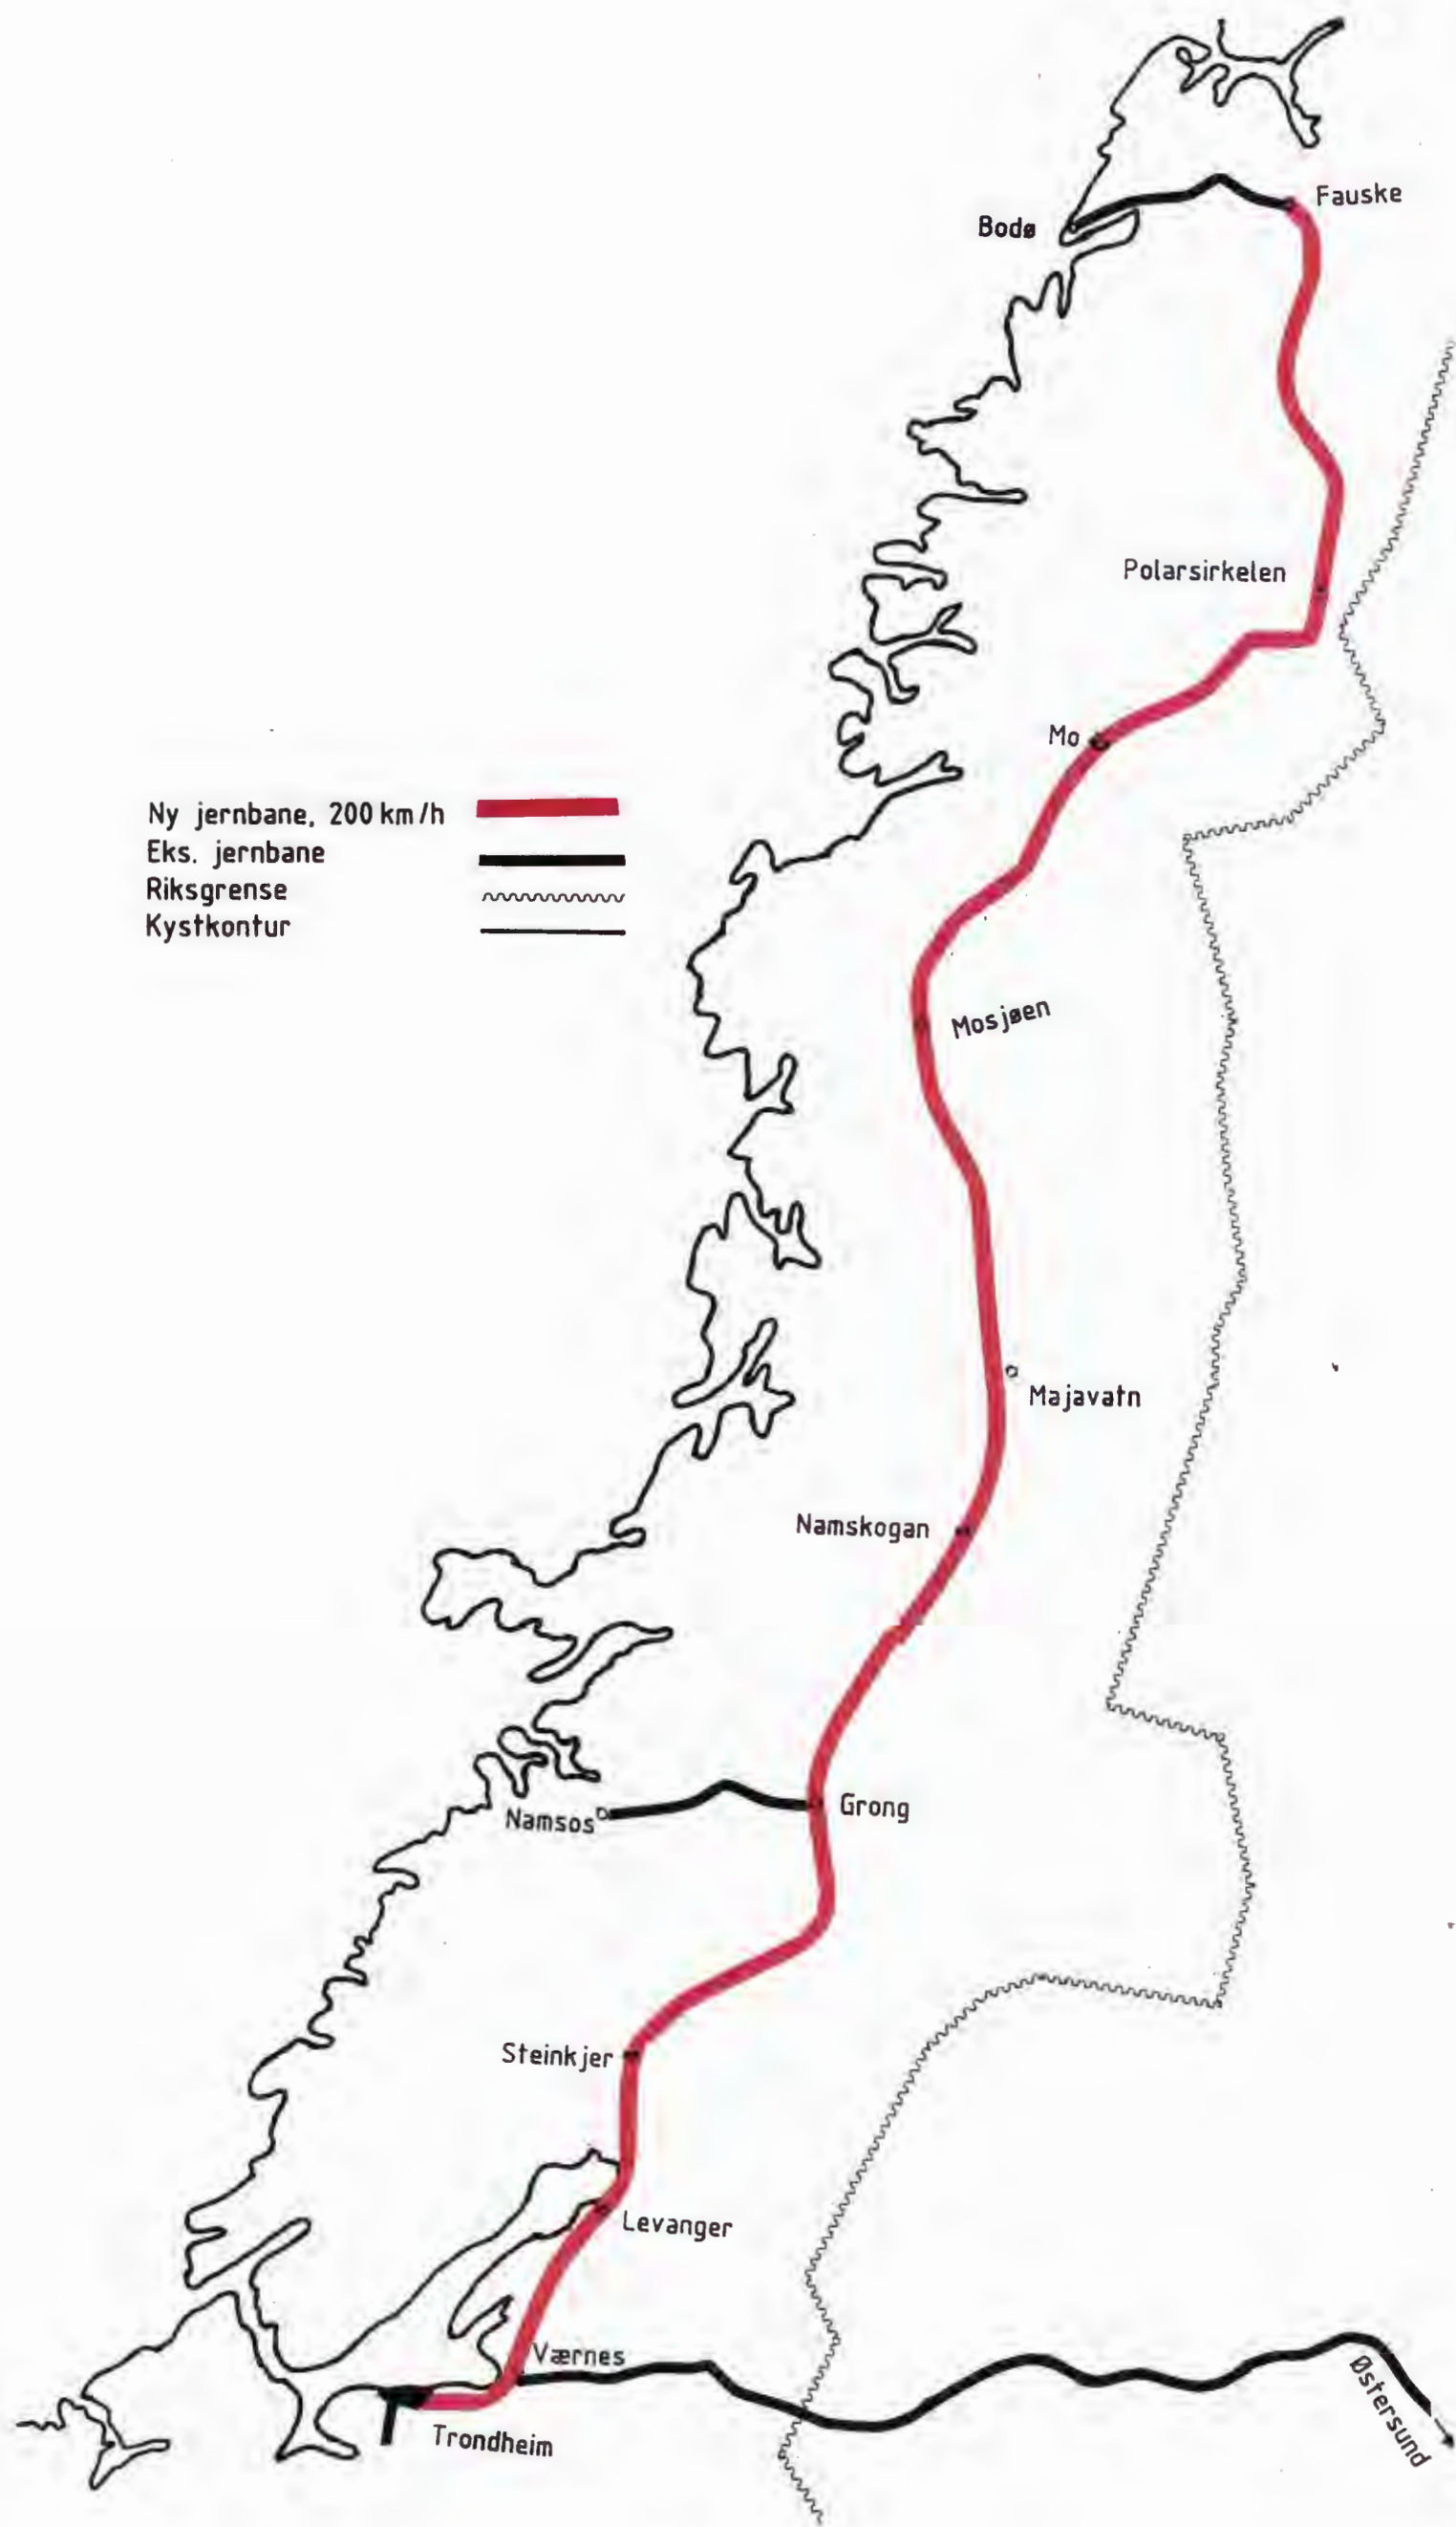 Fauske
Bodø
Polarsirkelen
Mo
Ny jernbane, 200 km/h
Eks. jernbane
Riksgrense
Kystkontur
Mosjøen
Majavatn
Namskogan
Grong
Namsos
Steinkjer
Levanger
Værnes
Østersund
Trondheim